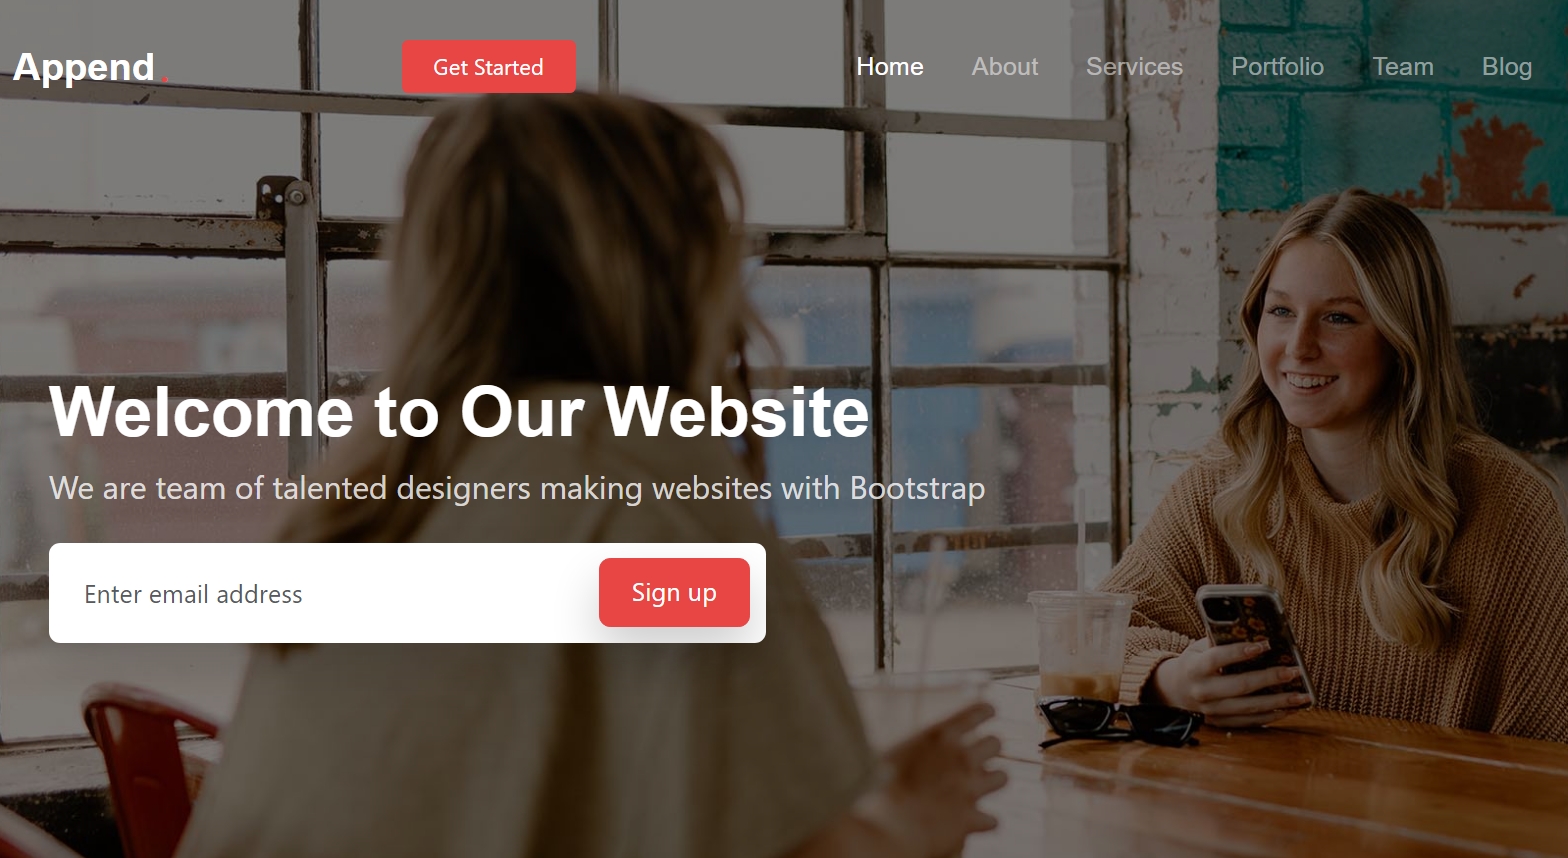 Append.
Get Started
Home
About
Services
Portfolio
Team
Blog
Welcome to Our Website
We are team of talented designers making websites with Bootstrap
Enter email address
Sign up